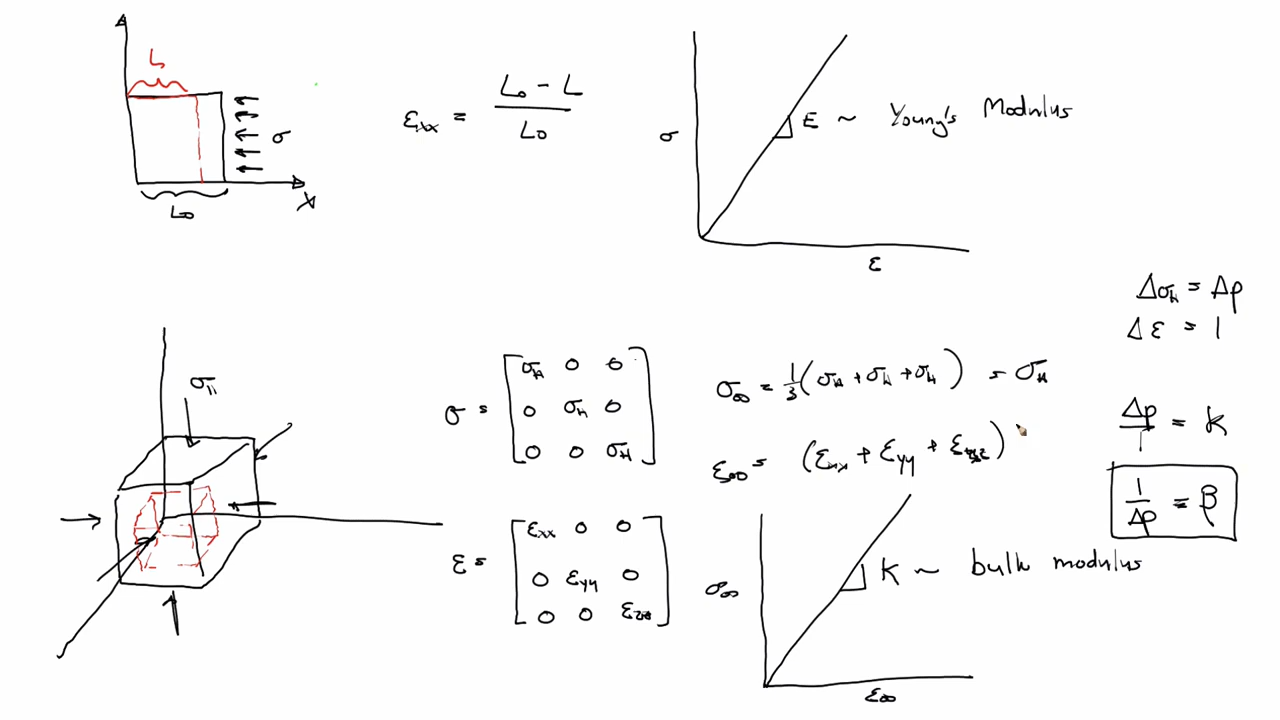 L
σ
L₀
X
εxx = (L₀ - L) / L₀
σ
E ~ Young's Modulus
ε
Δσₕ = Δp
Δε = 1
Δp / 1 = K
1 / Δp = β
σ₁₁
σ = [ σH 0 0
0 σH 0
0 0 σH ]
σ∞ = 1/3 (σH + σH + σH) = σH
ε∞ = (εxx + εyy + εzz)
ε = [ εxx 0 0
0 εyy 0
0 0 εzz ]
σ∞
K ~ bulk modulus
ε∞